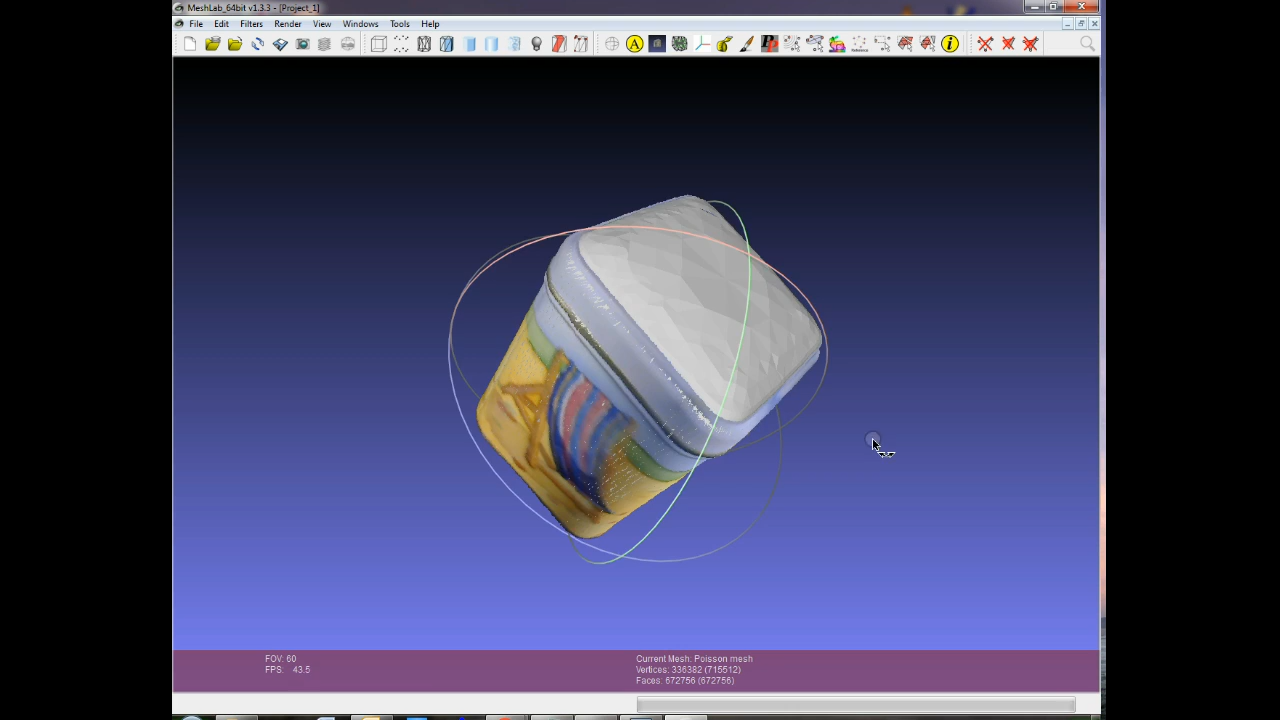 MeshLab_64bit v1.3.3 - [Project_1]
File Edit Filters Render View Windows Tools Help
FOV: 60
FPS: 43.5
Current Mesh: Poisson mesh
Vertices: 336382 (715512)
Faces: 672756 (672756)